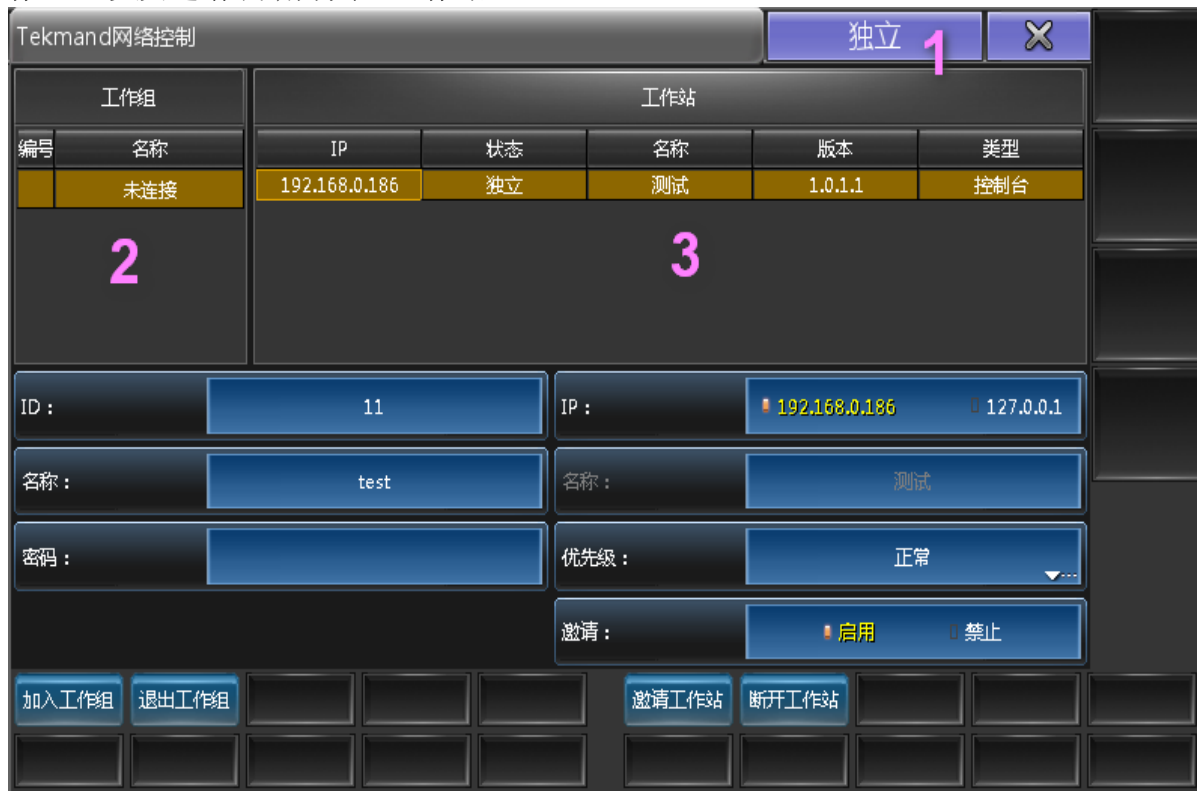 Tekmand网络控制 独立 1
工作组 工作站
编号 名称 IP 状态 名称 版本 类型
未连接 192.168.0.186 独立 测试 1.0.1.1 控制台
2 3
ID： 11 IP： 192.168.0.186 127.0.0.1
名称： test 名称： 测试
密码： 优先级： 正常
邀请： 启用 禁止
加入工作组 退出工作组 邀请工作站 断开工作站